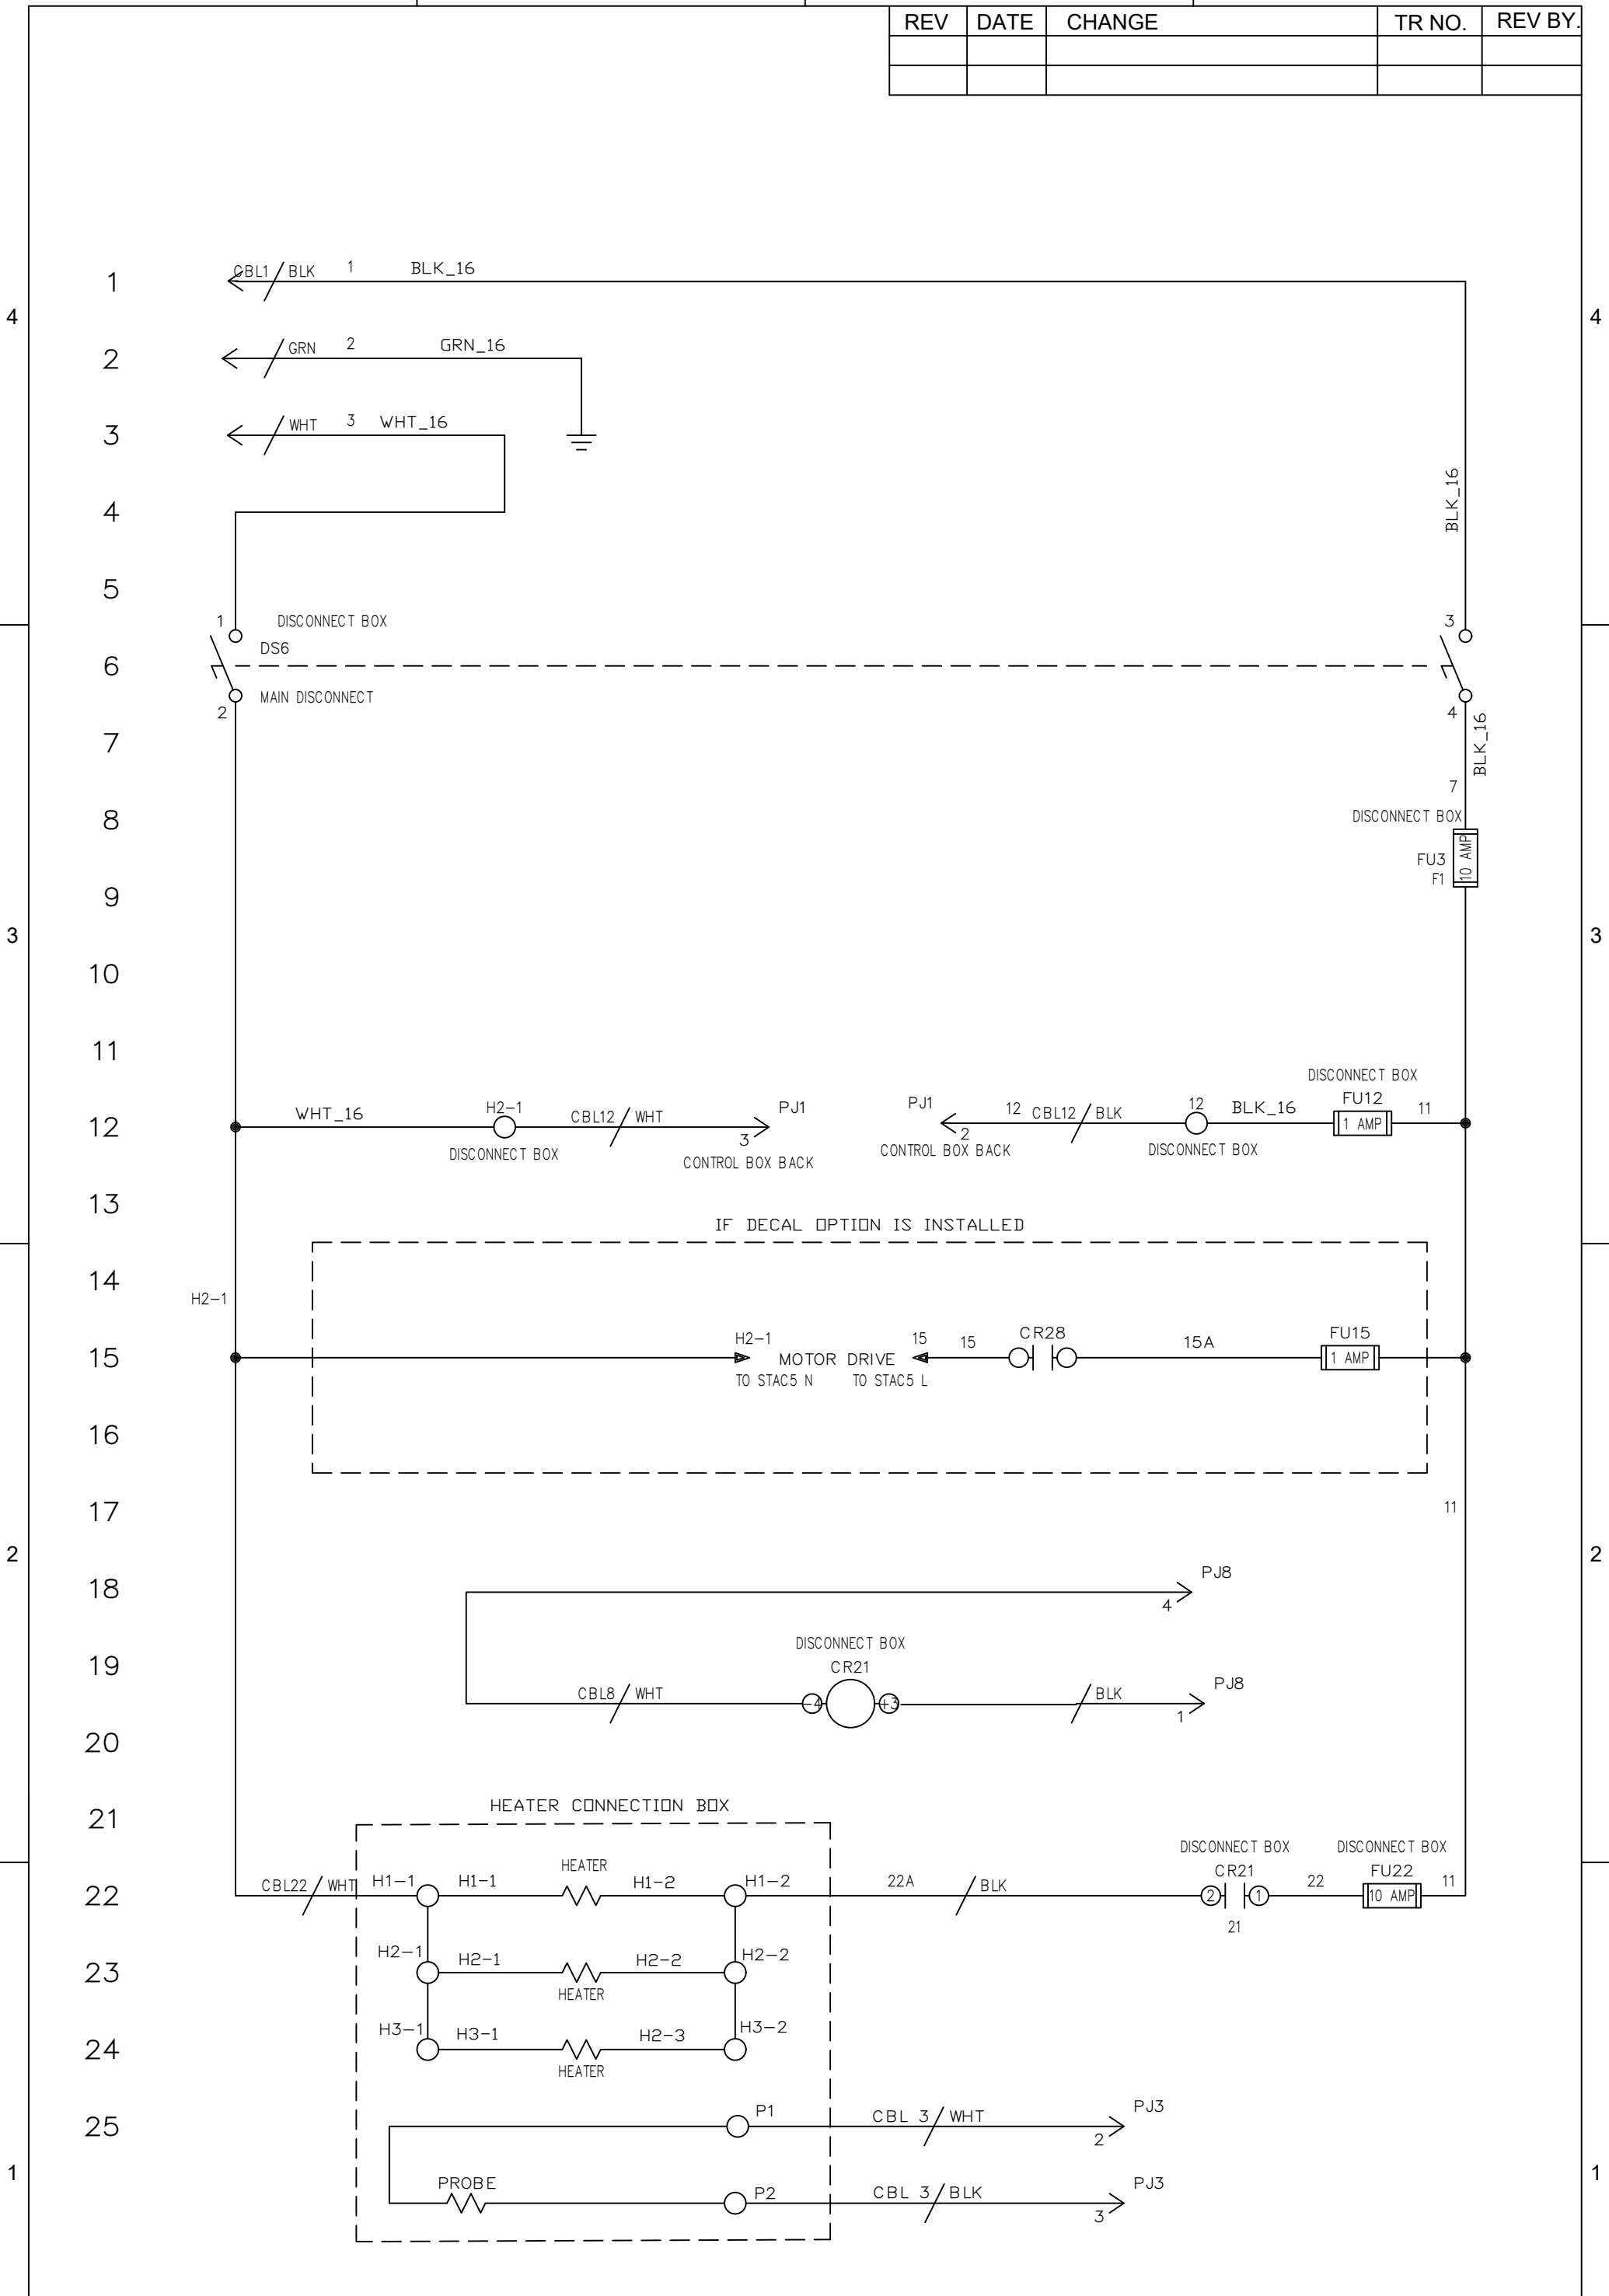 REV DATE CHANGE TR NO. REV BY.
1 CBL1 BLK 1 BLK_16
4 4
2 GRN 2 GRN_16
3 WHT 3 WHT_16
BLK_16
4
5
1 DISCONNECT BOX 3
DS6
6
MAIN DISCONNECT
2 4
BLK_16
7
7
8 DISCONNECT BOX
FU3 10 AMP
F1
9
3 3
10
11
DISCONNECT BOX
WHT_16 H2-1 CBL12 WHT PJ1 PJ1 12 CBL12 BLK 12 BLK_16 FU12 11
12 3 2 1 AMP
DISCONNECT BOX CONTROL BOX BACK CONTROL BOX BACK DISCONNECT BOX
13
IF DECAL OPTION IS INSTALLED
14
H2-1
H2-1 15 15 CR28 15A FU15
15 MOTOR DRIVE 1 AMP
TO STAC5 N TO STAC5 L
16
17 11
2 2
18 PJ8
4
DISCONNECT BOX
19 CR21
CBL8 WHT -4 +3 BLK PJ8
1
20
21 HEATER CONNECTION BOX
DISCONNECT BOX DISCONNECT BOX
HEATER CR21 FU22
22 CBL22 WHT H1-1 H1-1 H1-2 H1-2 22A BLK 2 1 22 10 AMP 11
21
23 H2-1 H2-1 H2-2 H2-2
HEATER
24 H3-1 H3-1 H2-3 H3-2
HEATER
25 P1 CBL 3 WHT PJ3
2
1 1
PROBE P2 CBL 3 BLK PJ3
3